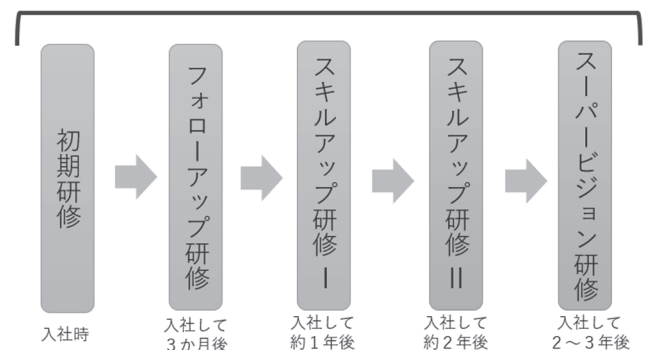 初期研修
フォローアップ研修
スキルアップ研修Ⅰ
スキルアップ研修Ⅱ
スーパービジョン研修
入社時
入社して
3か月後
入社して
約1年後
入社して
約2年後
入社して
2～3年後